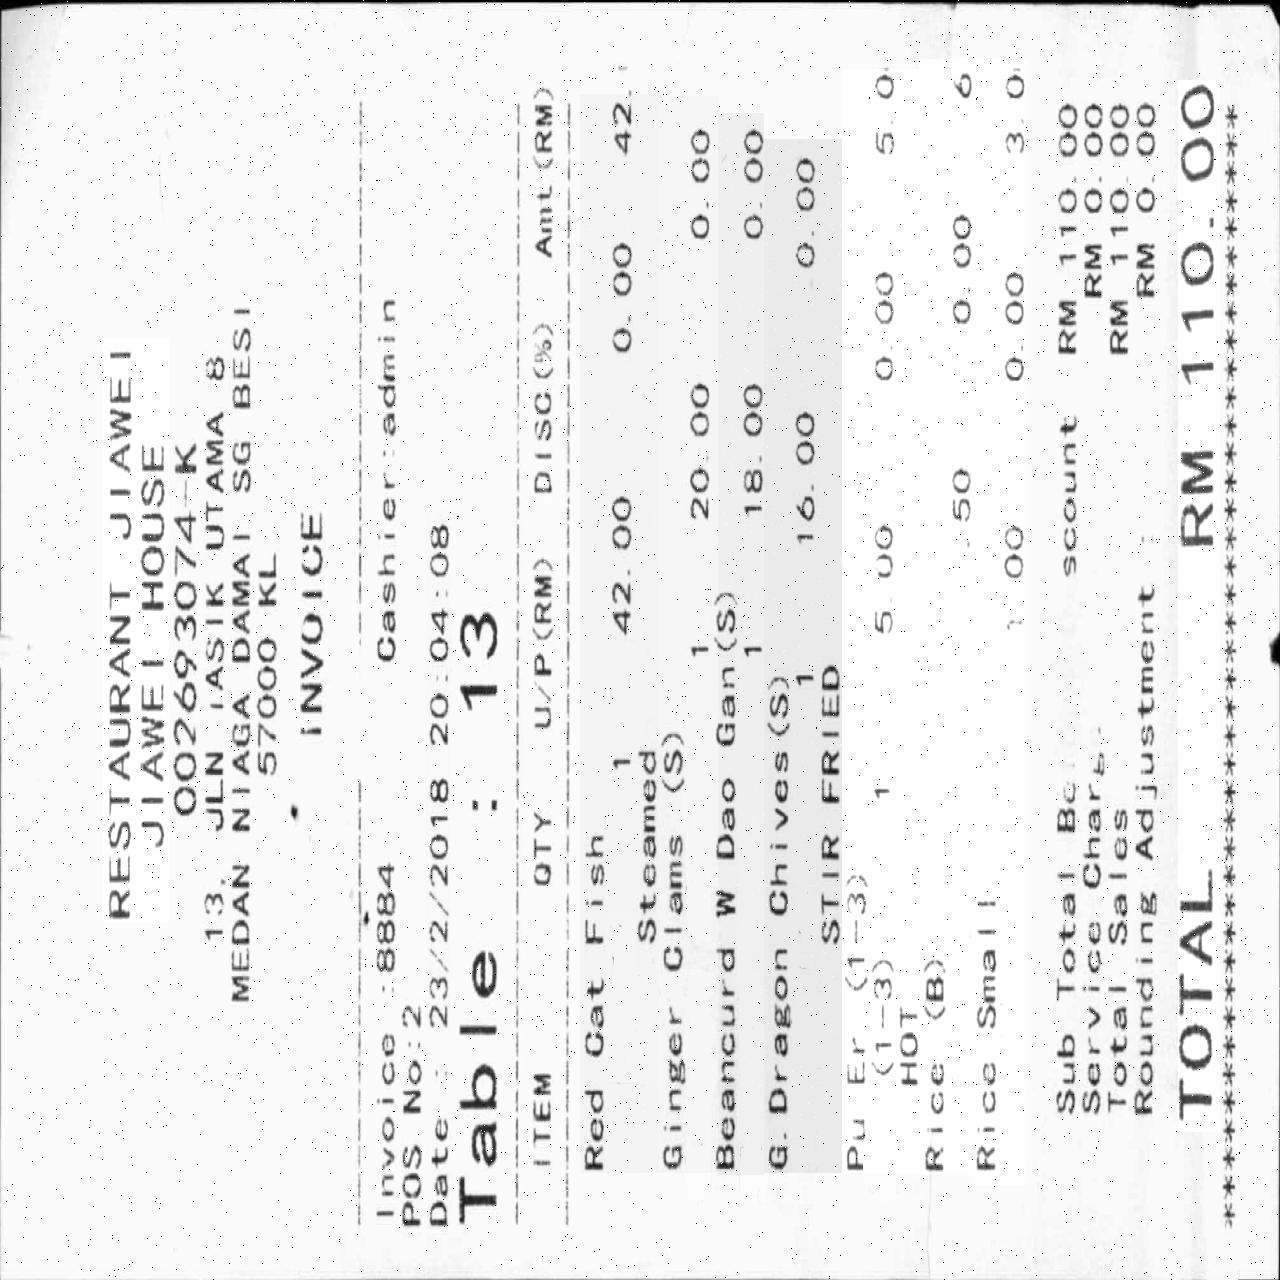 RESTAURANT JIAWEI
JIAWEI HOUSE
002693074-K
13, JLN TASIK UTAMA 8
MEDAN NIAGA DAMAI SG BESI
57000 KL
INVOICE
Invoice :8884 Cashier:admin
POS No:2
Date : 23/2/2018 20:04:08
Table : 13
ITEM QTY U/P(RM) DISC(%) Amt(RM)
Red Cat Fish
1 42.00 0.00 42.
Steamed
Ginger Clams (S)
1 20.00 0.00
Beancurd W Dao Gan(S)
1 18.00 0.00
G.Dragon Chives(S)
1 16.00 0.00
STIR FRIED
Pu Er (1-3)
(1-3) 1 5.00 0.00 5.0
HOT
Rice (B)
.50 0.00 6
Rice Small
00 0.00 3.0
Sub Total scount RM 110.00
Service RM 0.00
Total Sales RM 110.00
Rounding Adjustment : RM 0.00
TOTAL RM 110.00
****************************************